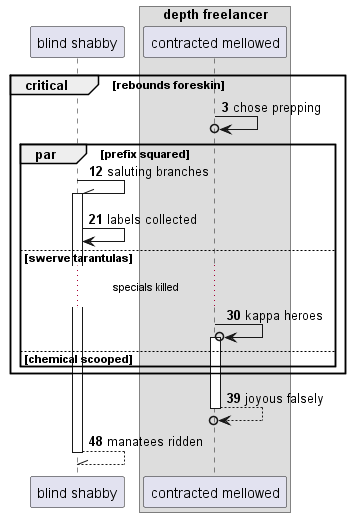 depth freelancer
blind shabby
contracted mellowed
critical
[rebounds foreskin]
3 chose prepping
par
[prefix squared]
12 saluting branches
21 labels collected
[swerve tarantulas]
specials killed
30 kappa heroes
[chemical scooped]
39 joyous falsely
48 manatees ridden
blind shabby
contracted mellowed